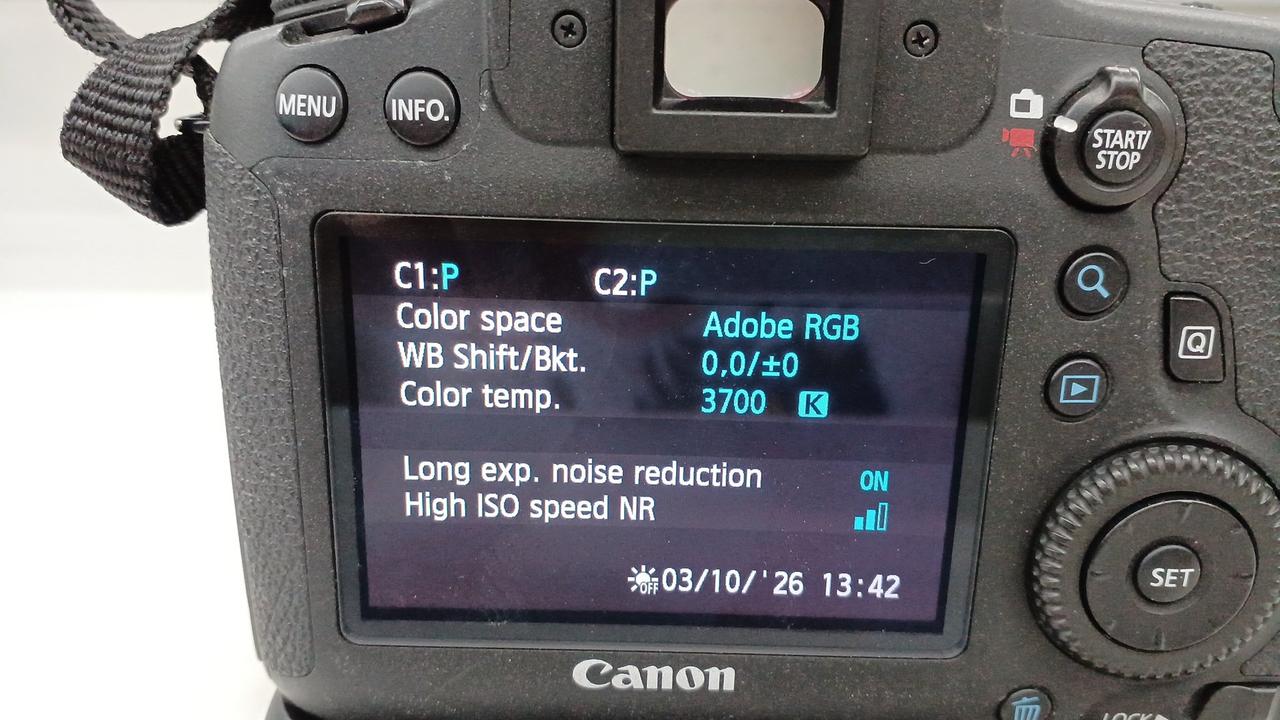 MENU
INFO.
START/
STOP
C1:P C2:P
Color space Adobe RGB
WB Shift/Bkt. 0,0/±0
Color temp. 3700 K
Q
Long exp. noise reduction ON
High ISO speed NR
OFF 03/10/'26 13:42
SET
Canon
LOCK